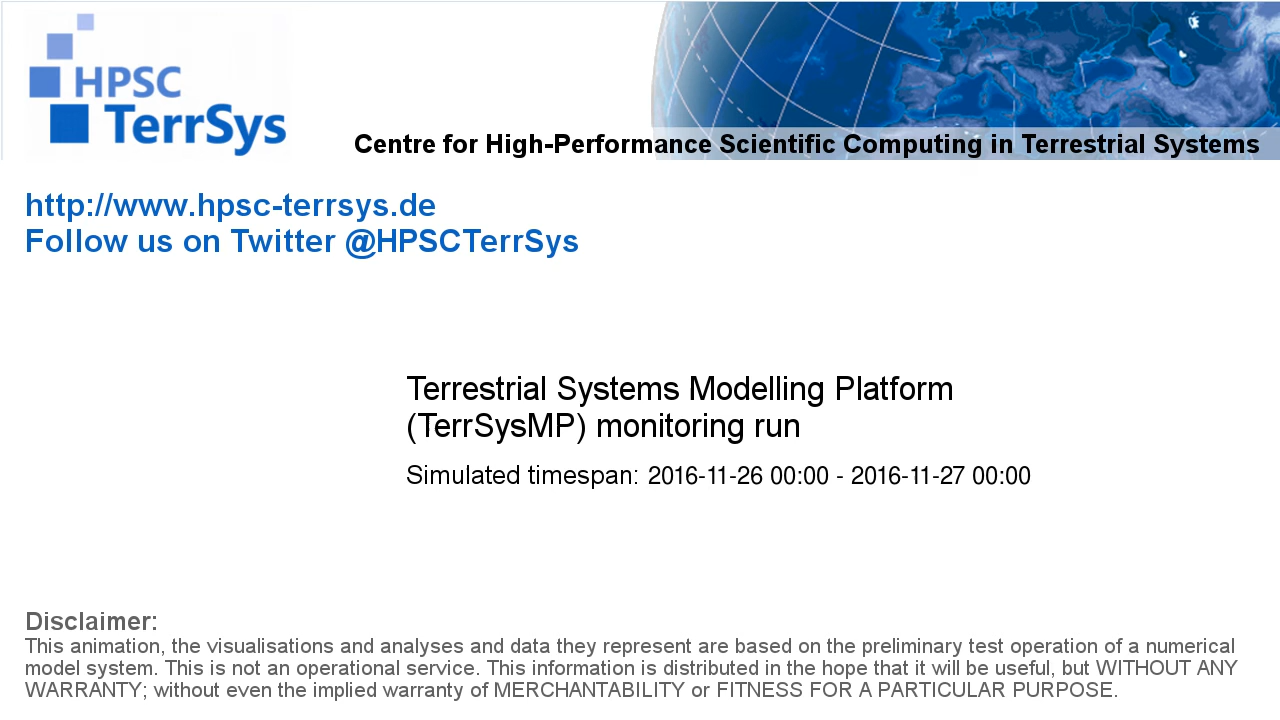 HPSC
TerrSys
Centre for High-Performance Scientific Computing in Terrestrial Systems
http://www.hpsc-terrsys.de
Follow us on Twitter @HPSCTerrSys
Terrestrial Systems Modelling Platform
(TerrSysMP) monitoring run
Simulated timespan: 2016-11-26 00:00 - 2016-11-27 00:00
Disclaimer:
This animation, the visualisations and analyses and data they represent are based on the preliminary test operation of a numerical
model system. This is not an operational service. This information is distributed in the hope that it will be useful, but WITHOUT ANY
WARRANTY; without even the implied warranty of MERCHANTABILITY or FITNESS FOR A PARTICULAR PURPOSE.